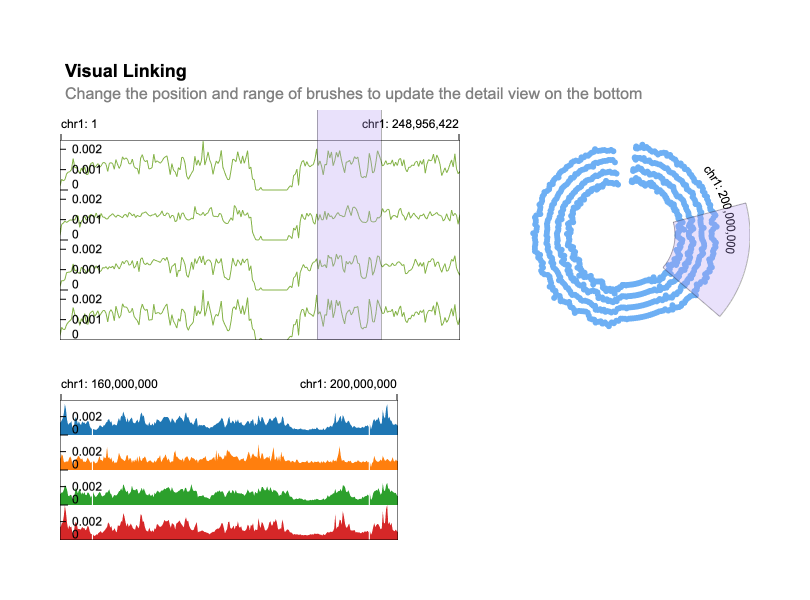 Visual Linking
Change the position and range of brushes to update the detail view on the bottom
chr1: 1
chr1: 248,956,422
0.002
0.001
0
0.002
0.001
0
0.002
0.001
0
0.002
0.001
0
chr1: 200,000,000
chr1: 160,000,000
chr1: 200,000,000
0.002
0
0.002
0
0.002
0
0.002
0